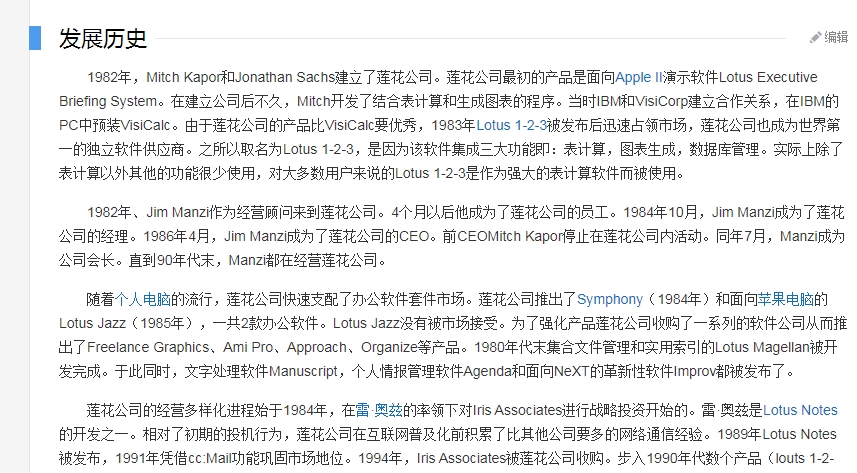 发展历史
编辑
1982年，Mitch Kapor和Jonathan Sachs建立了莲花公司。莲花公司最初的产品是面向Apple II演示软件Lotus Executive
Briefing System。在建立公司后不久，Mitch开发了结合表计算和生成图表的程序。当时IBM和VisiCorp建立合作关系，在IBM的
PC中预装VisiCalc。由于莲花公司的产品比VisiCalc要优秀，1983年Lotus 1-2-3被发布后迅速占领市场，莲花公司也成为世界第
一的独立软件供应商。之所以取名为Lotus 1-2-3，是因为该软件集成三大功能即：表计算，图表生成，数据库管理。实际上除了
表计算以外其他的功能很少使用，对大多数用户来说的Lotus 1-2-3是作为强大的表计算软件而被使用。
1982年、Jim Manzi作为经营顾问来到莲花公司。4个月以后他成为了莲花公司的员工。1984年10月，Jim Manzi成为了莲花
公司的经理。1986年4月，Jim Manzi成为了莲花公司的CEO。前CEOMitch Kapor停止在莲花公司内活动。同年7月，Manzi成为
公司会长。直到90年代末，Manzi都在经营莲花公司。
随着个人电脑的流行，莲花公司快速支配了办公软件套件市场。莲花公司推出了Symphony（1984年）和面向苹果电脑的
Lotus Jazz（1985年），一共2款办公软件。Lotus Jazz没有被市场接受。为了强化产品莲花公司收购了一系列的软件公司从而推
出了Freelance Graphics、Ami Pro、Approach、Organize等产品。1980年代末集合文件管理和实用索引的Lotus Magellan被开
发完成。于此同时，文字处理软件Manuscript，个人情报管理软件Agenda和面向NeXT的革新性软件Improv都被发布了。
莲花公司的经营多样化进程始于1984年，在雷·奥兹的率领下对Iris Associates进行战略投资开始的。雷·奥兹是Lotus Notes
的开发之一。相对了初期的投机行为，莲花公司在互联网普及化前积累了比其他公司要多的网络通信经验。1989年Lotus Notes
被发布，1991年凭借cc:Mail功能巩固市场地位。1994年，Iris Associates被莲花公司收购。步入1990年代数个产品（louts 1-2-